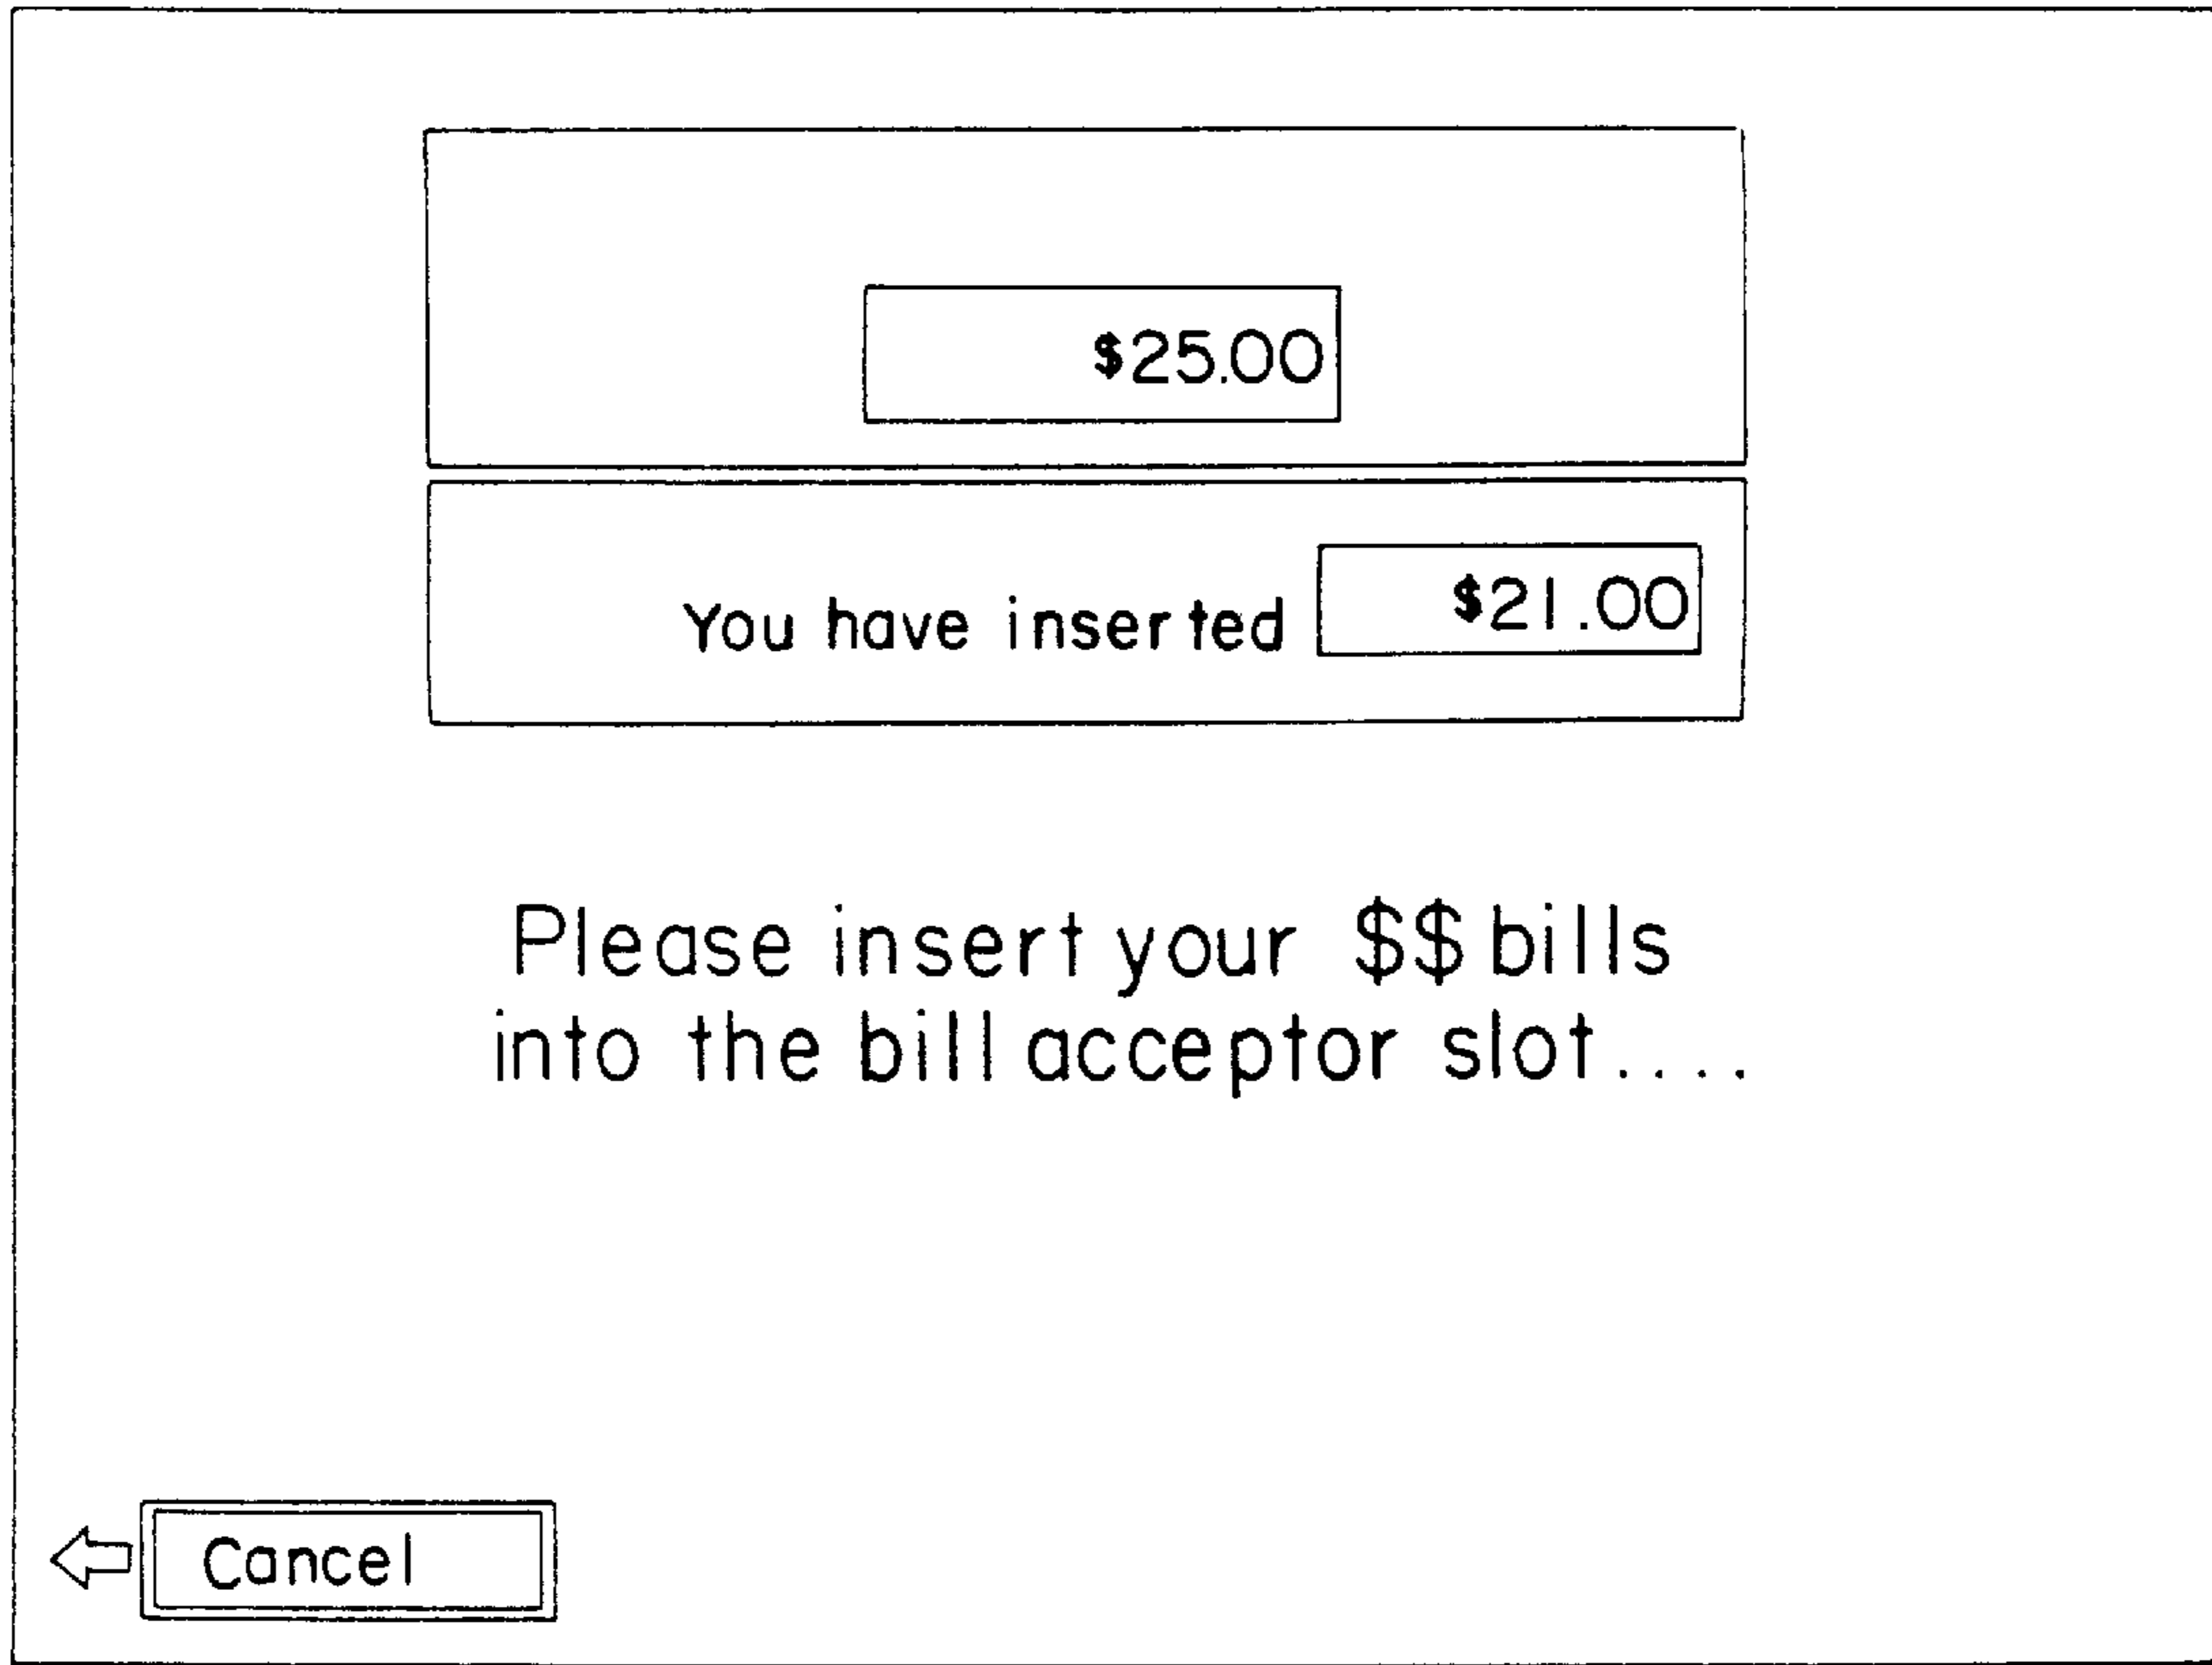 $25.00
You have inserted $21.00
Please insert your $$ bills
into the bill acceptor slot....
Cancel